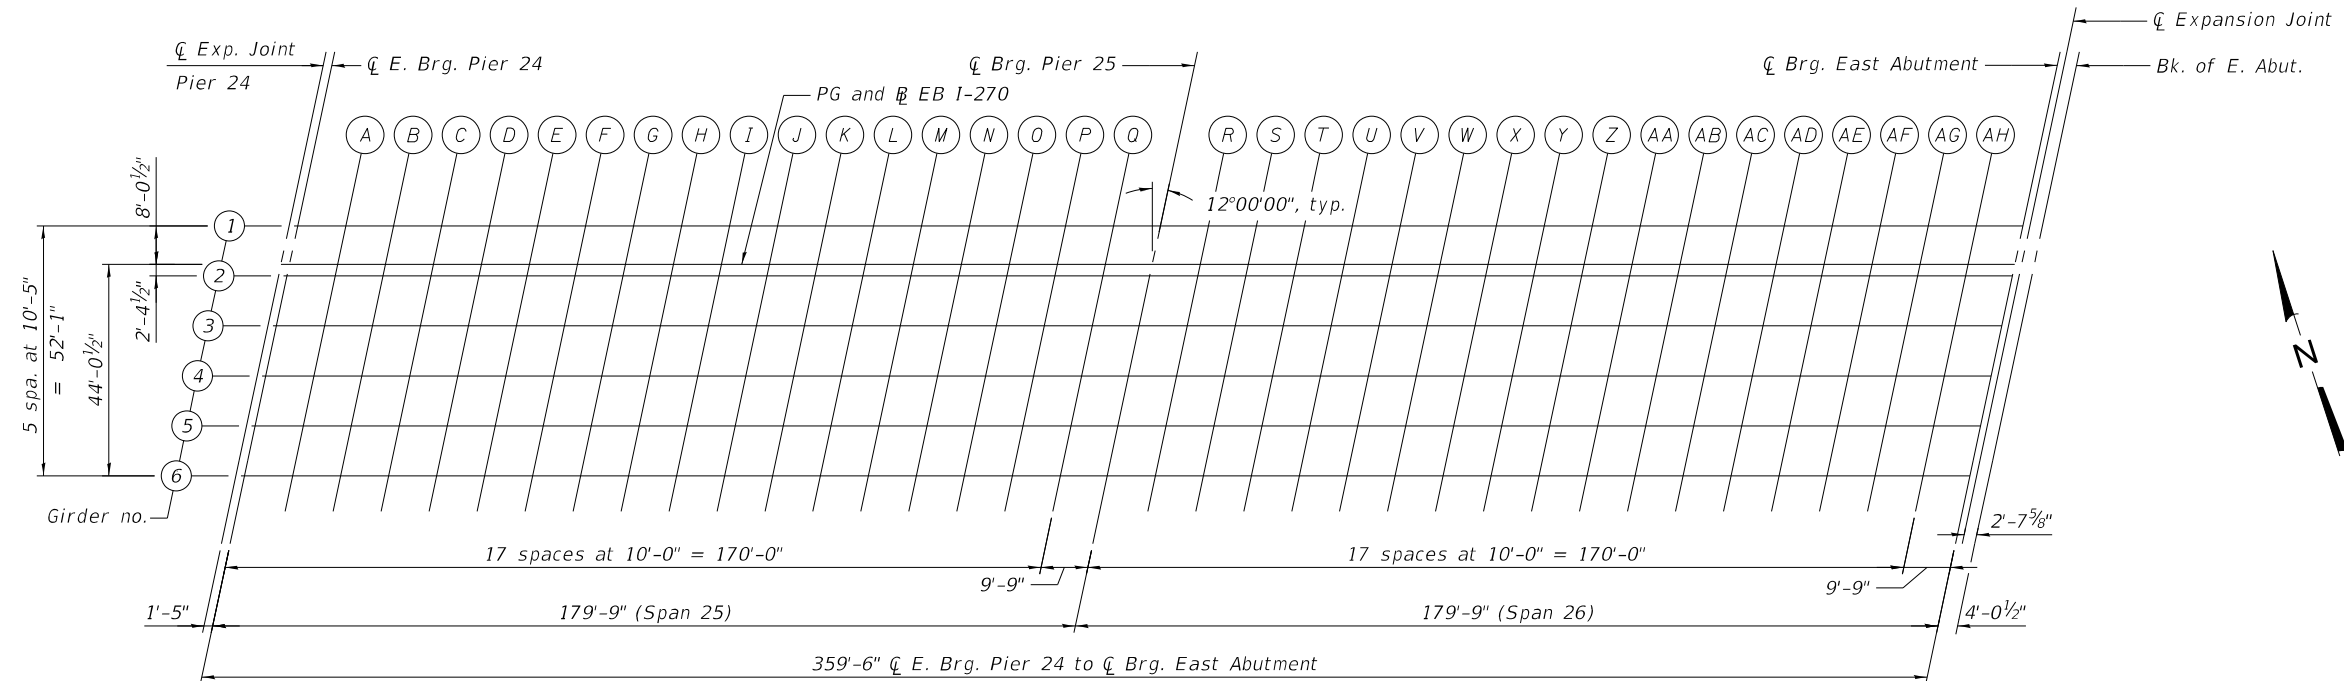 ℄ Expansion Joint
℄ Exp. Joint
Pier 24
℄ E. Brg. Pier 24
℄ Brg. Pier 25
℄ Brg. East Abutment
Bk. of E. Abut.
PG and ⅊ EB I-270
A B C D E F G H I J K L M N O P Q R S T U V W X Y Z AA AB AC AD AE AF AG AH
8'-0½"
12°00'00", typ.
1
2
3
4
5
6
2'-4½"
44'-0½"
5 spa. at 10'-5"
= 52'-1"
N
Girder no.
2'-7⅝"
17 spaces at 10'-0" = 170'-0"
17 spaces at 10'-0" = 170'-0"
9'-9"
9'-9"
1'-5"
179'-9" (Span 25)
179'-9" (Span 26)
4'-0½"
359'-6" ℄ E. Brg. Pier 24 to ℄ Brg. East Abutment